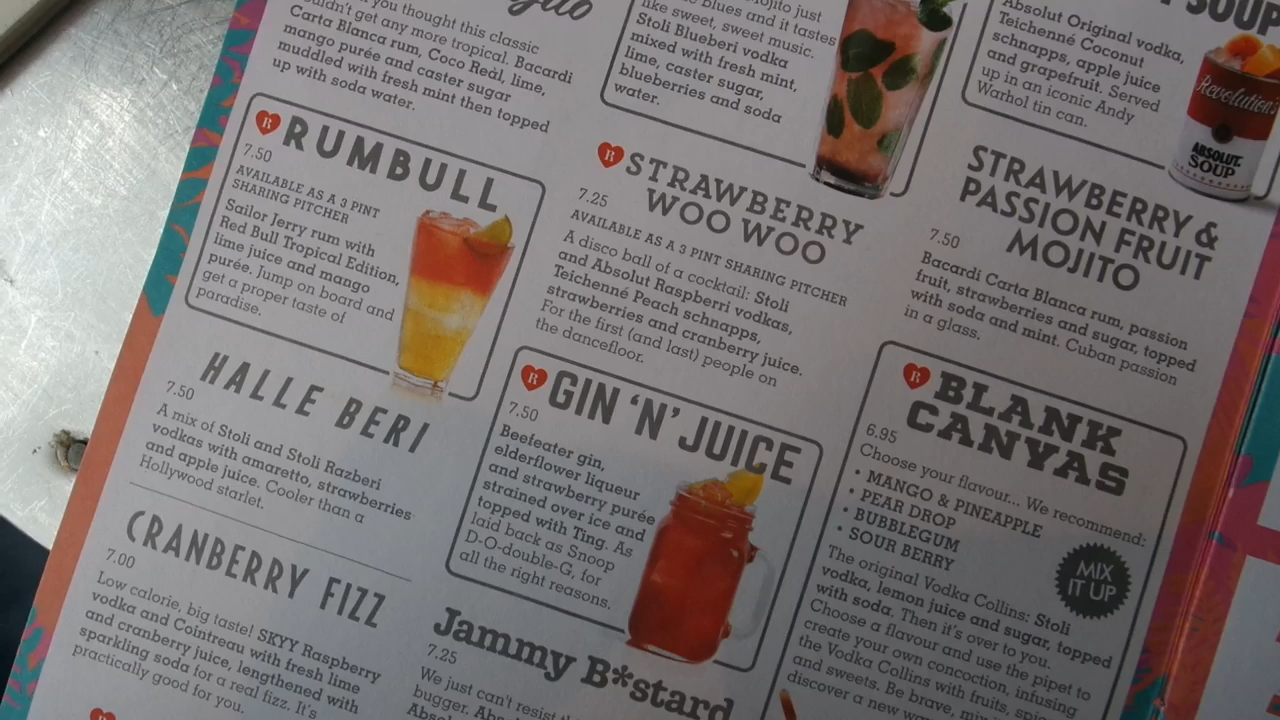 you thought this classic
couldn't get any more tropical. Bacardi
Carta Blanca rum, Coco Reàl, lime,
mango purée and caster sugar
muddled with fresh mint then topped
up with soda water.
R RUMBULL
7.50
AVAILABLE AS A 3 PINT
SHARING PITCHER
Sailor Jerry rum with
Red Bull Tropical Edition,
lime juice and mango
purée. Jump on board and
get a proper taste of
paradise.
HALLE BERI
7.50
A mix of Stoli and Stoli Razberi
vodkas with amaretto, strawberries
and apple juice. Cooler than a
Hollywood starlet.
CRANBERRY FIZZ
7.00
Low calorie, big taste! SKYY Raspberry
vodka and Cointreau with fresh lime
and cranberry juice, lengthened with
sparkling soda for a real fizz. It's
practically good for you.
mojito just
Blues and it tastes
like sweet, sweet music.
Stoli Blueberi vodka
mixed with fresh mint,
lime, caster sugar,
blueberries and soda
water.
R STRAWBERRY
WOO WOO
7.25
AVAILABLE AS A 3 PINT SHARING PITCHER
A disco ball of a cocktail: Stoli
and Absolut Raspberri vodkas,
Teichenné Peach schnapps,
strawberries and cranberry juice.
For the first (and last) people on
the dancefloor.
R GIN 'N' JUICE
7.50
Beefeater gin,
elderflower liqueur
and strawberry purée
strained over ice and
topped with Ting. As
laid back as Snoop
D-O-double-G, for
all the right reasons.
Jammy B*stard
7.25
We just can't resist
bugger.
SOUP
Absolut Original vodka,
Teichenné Coconut
schnapps, apple juice
and grapefruit. Served
up in an iconic Andy
Warhol tin can.
Revolution's
ABSOLUT.
SOUP
STRAWBERRY &
PASSION FRUIT
MOJITO
7.50
Bacardi Carta Blanca rum, passion
fruit, strawberries and sugar, topped
with soda and mint. Cuban passion
in a glass.
R BLANK
CANVAS
6.95
Choose your flavour... We recommend:
• MANGO & PINEAPPLE
• PEAR DROP
• BUBBLEGUM
• SOUR BERRY
MIX
IT UP
The original Vodka Collins: Stoli
vodka, lemon juice and sugar, topped
with soda. Then it's over to you.
Choose a flavour and use the pipet to
create your own concoction, infusing
the Vodka Collins with fruits,
and sweets. Be brave,
discover a new